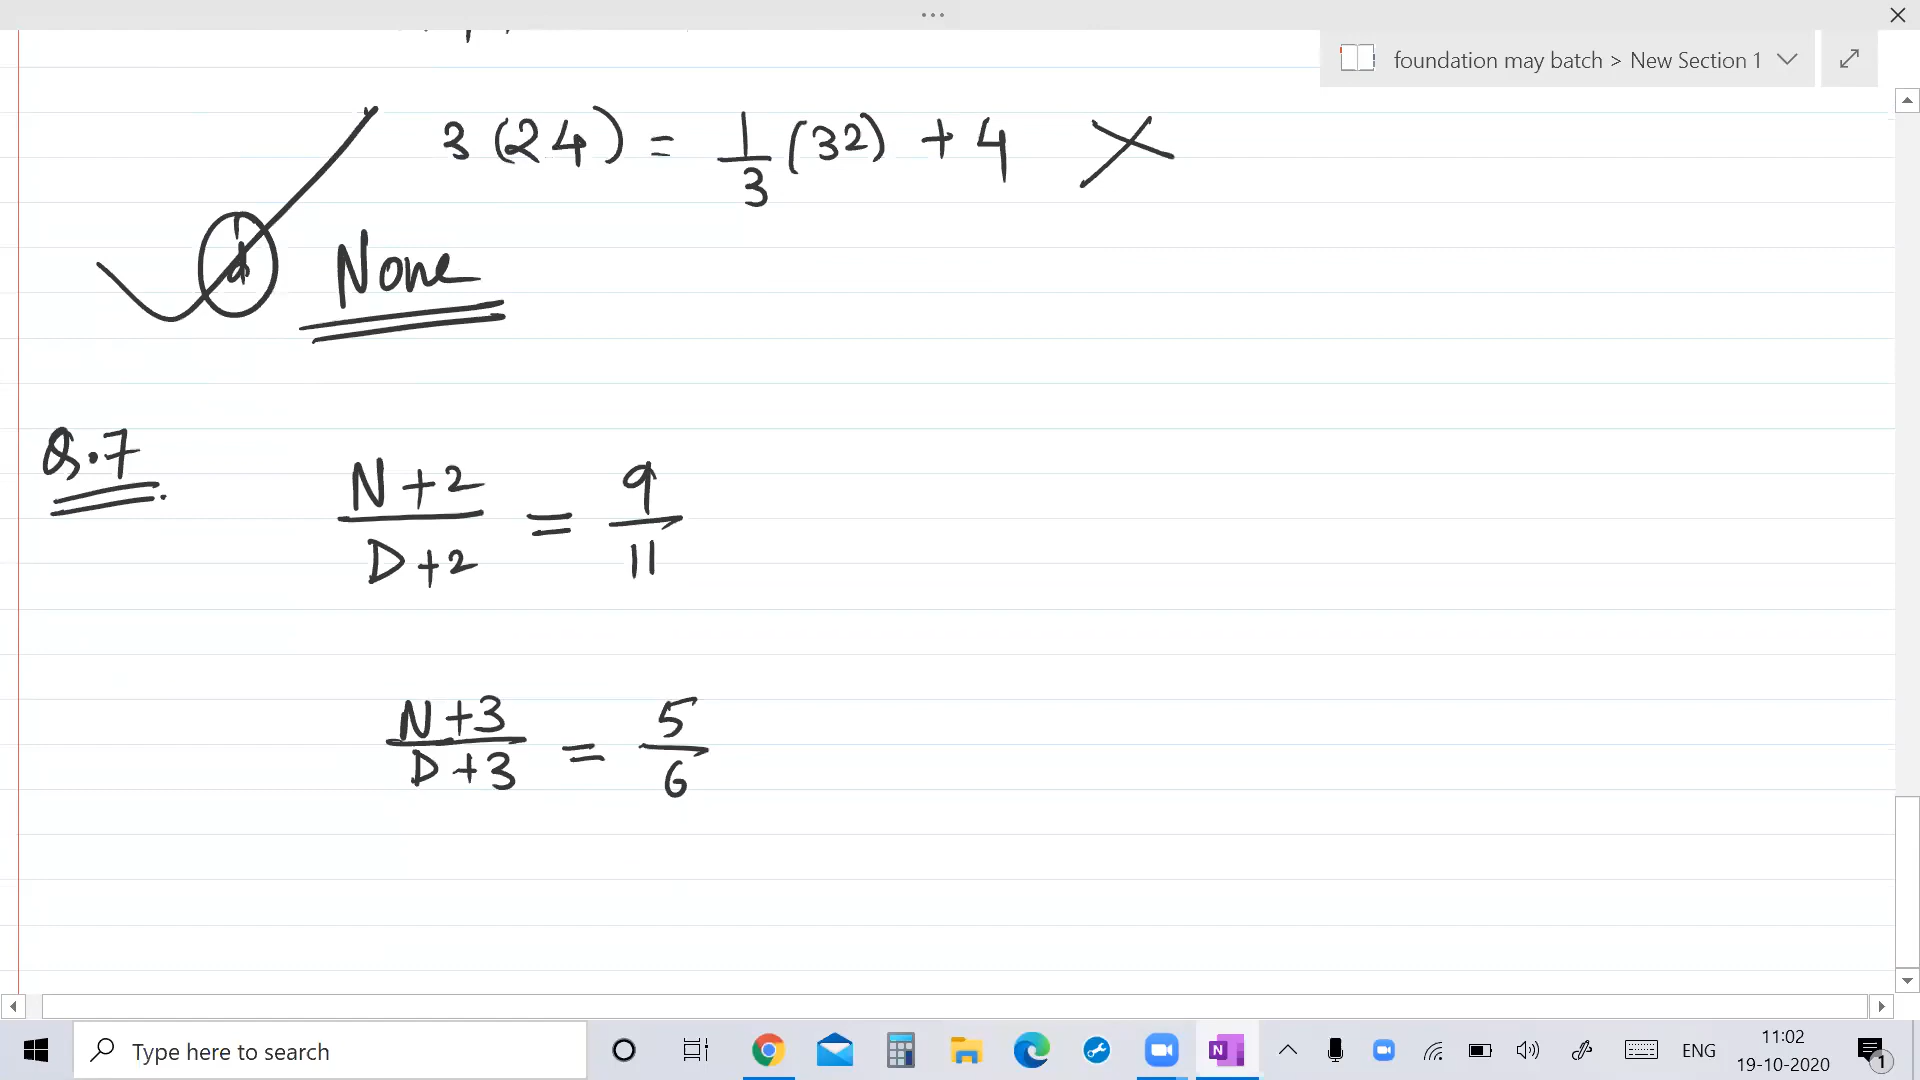 foundation may batch > New Section 1
3 (24) = 1/3 (32) + 4
d None
Q.7
N+2/D+2 = 9/11
N+3/D+3 = 5/6
Type here to search
ENG
11:02
19-10-2020
1